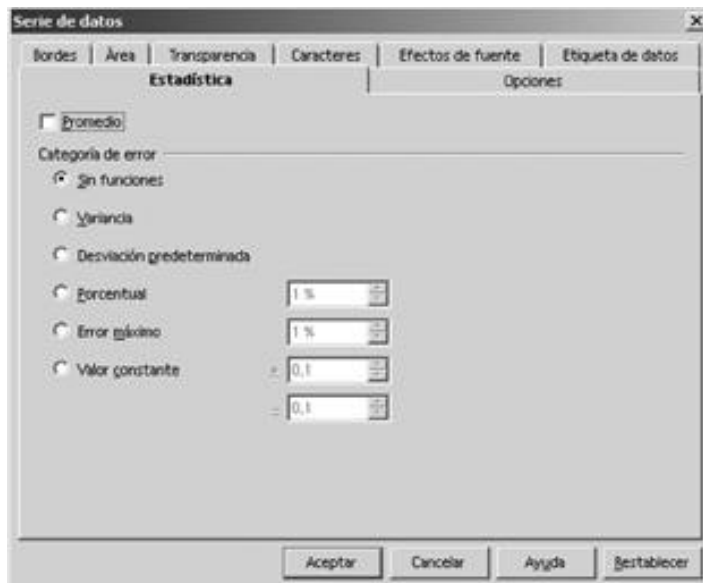 Serie de datos
Bordes Área Transparencia Caracteres Efectos de fuente Etiqueta de datos
Estadística Opciones
Promedio
Categoría de error
Sin funciones
Variancia
Desviación predeterminada
Porcentual 1 %
Error máximo 1 %
Valor constante + 0,1
- 0,1
Aceptar Cancelar Ayuda Restablecer